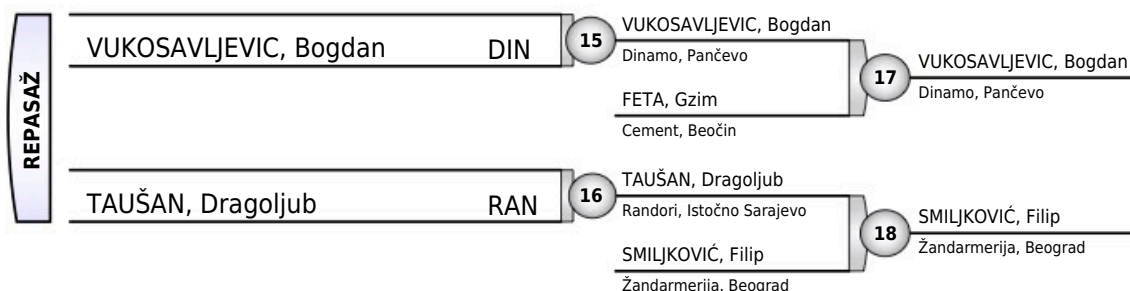 REPASAŽ
VUKOSAVLJEVIC, Bogdan DIN
15
VUKOSAVLJEVIC, Bogdan
Dinamo, Pančevo
FETA, Gzim
Cement, Beočin
17
VUKOSAVLJEVIC, Bogdan
Dinamo, Pančevo
TAUŠAN, Dragoljub RAN
16
TAUŠAN, Dragoljub
Randori, Istočno Sarajevo
SMILJKOVIĆ, Filip
Žandarmerija, Beograd
18
SMILJKOVIĆ, Filip
Žandarmerija, Beograd